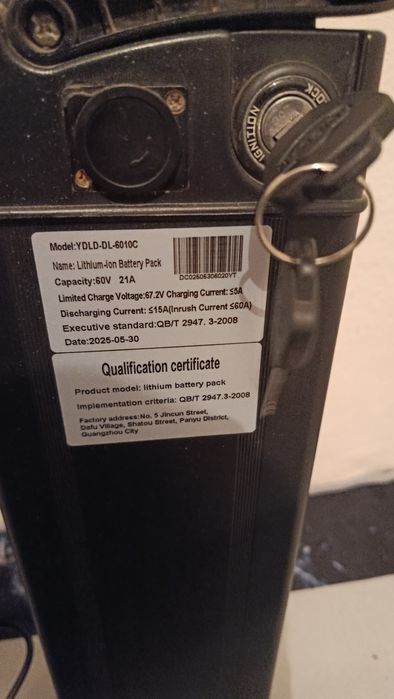 LOCK
IGNITION
Model:YDLD-DL-6010C
Name: Lithium-Ion Battery Pack
DC02505305020YT
Capacity:60V 21A
Limited Charge Voltage:67.2V Charging Current: ≤5A
Discharging Current: ≤15A(Inrush Current ≤60A)
Executive standard:QB/T 2947. 3-2008
Date:2025-05-30
Qualification certificate
Product model: lithium battery pack
Implementation criteria: QB/T 2947.3-2008
Factory address:No. 5 Jincun Street,
Dafu Village, Shatou Street, Panyu District,
Guangzhou City